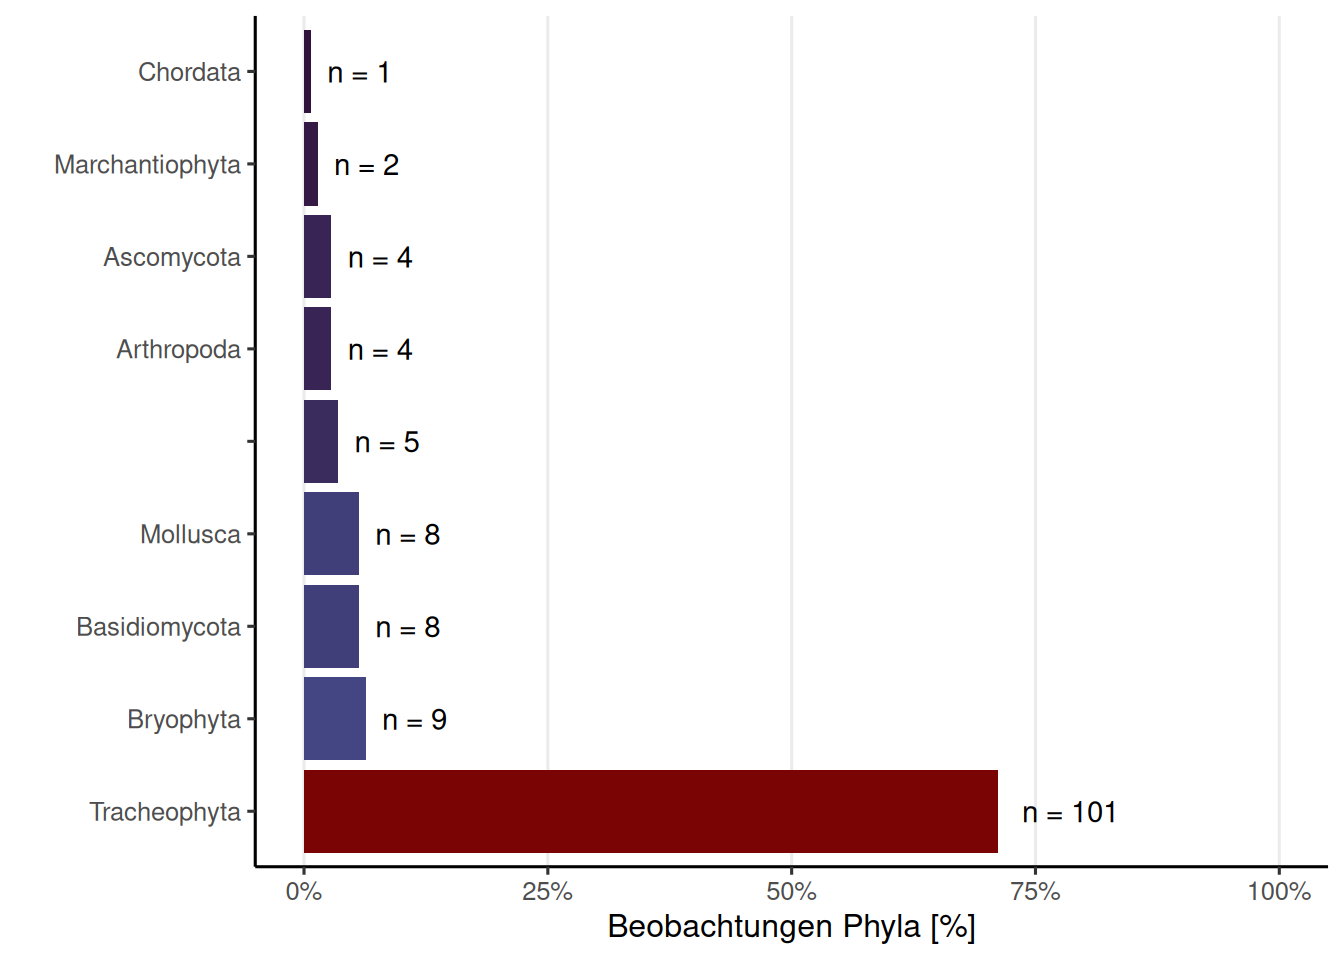 Chordata n = 1
Marchantiophyta n = 2
Ascomycota n = 4
Arthropoda n = 4
n = 5
Mollusca n = 8
Basidiomycota n = 8
Bryophyta n = 9
Tracheophyta n = 101
0% 25% 50% 75% 100%
Beobachtungen Phyla [%]